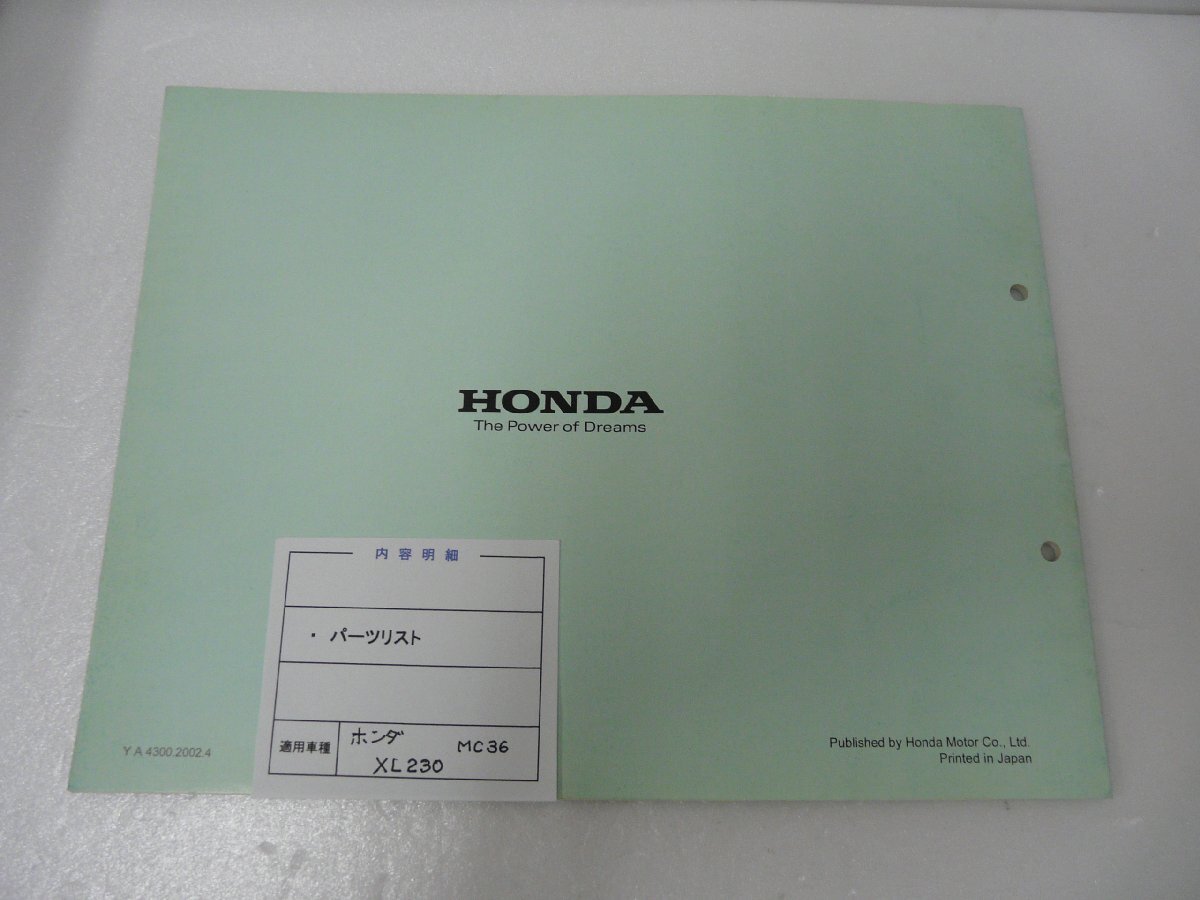 HONDA
The Power of Dreams
内容明細
・パーツリスト
適用車種
ホンダ MC36
XL230
Y A 4300.2002.4
Published by Honda Motor Co., Ltd.
Printed in Japan